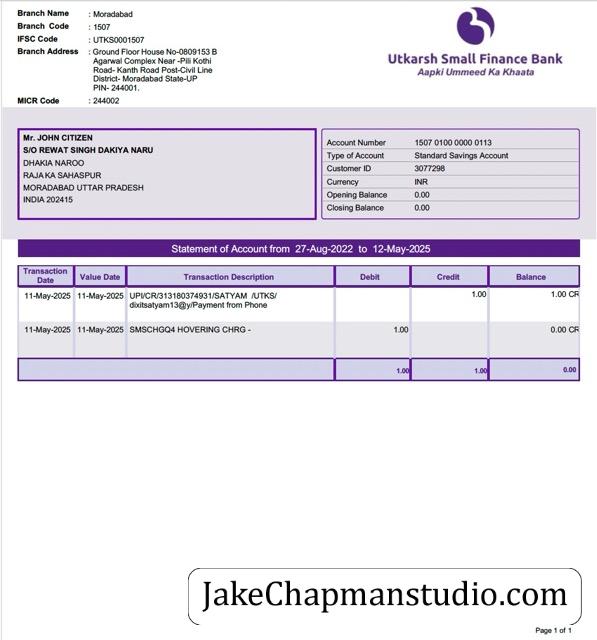 Branch Name : Moradabad
Branch Code : 1507
IFSC Code : UTKS0001507
Branch Address : Ground Floor House No-0809153 B
Agarwal Complex Near -Pili Kothi
Road- Kanth Road Post-Civil Line
District- Moradabad State-UP
PIN- 244001.
MICR Code : 244002
Utkarsh Small Finance Bank
Aapki Ummeed Ka Khaata
Mr. JOHN CITIZEN
S/O REWAT SINGH DAKIYA NARU
DHAKIA NAROO
RAJA KA SAHASPUR
MORADABAD UTTAR PRADESH
INDIA 202415
Account Number 1507 0100 0000 0113
Type of Account Standard Savings Account
Customer ID 3077298
Currency INR
Opening Balance 0.00
Closing Balance 0.00
Statement of Account from 27-Aug-2022 to 12-May-2025
Transaction Date Value Date Transaction Description Debit Credit Balance
11-May-2025 11-May-2025 UPI/CR/313180374931/SATYAM /UTKS/ 1.00 1.00 CR
dixitsatyam13@y/Payment from Phone
11-May-2025 11-May-2025 SMSCHGQ4 HOVERING CHRG - 1.00 0.00 CR
1.00 1.00 0.00
JakeChapmanstudio.com
Page 1 of 1